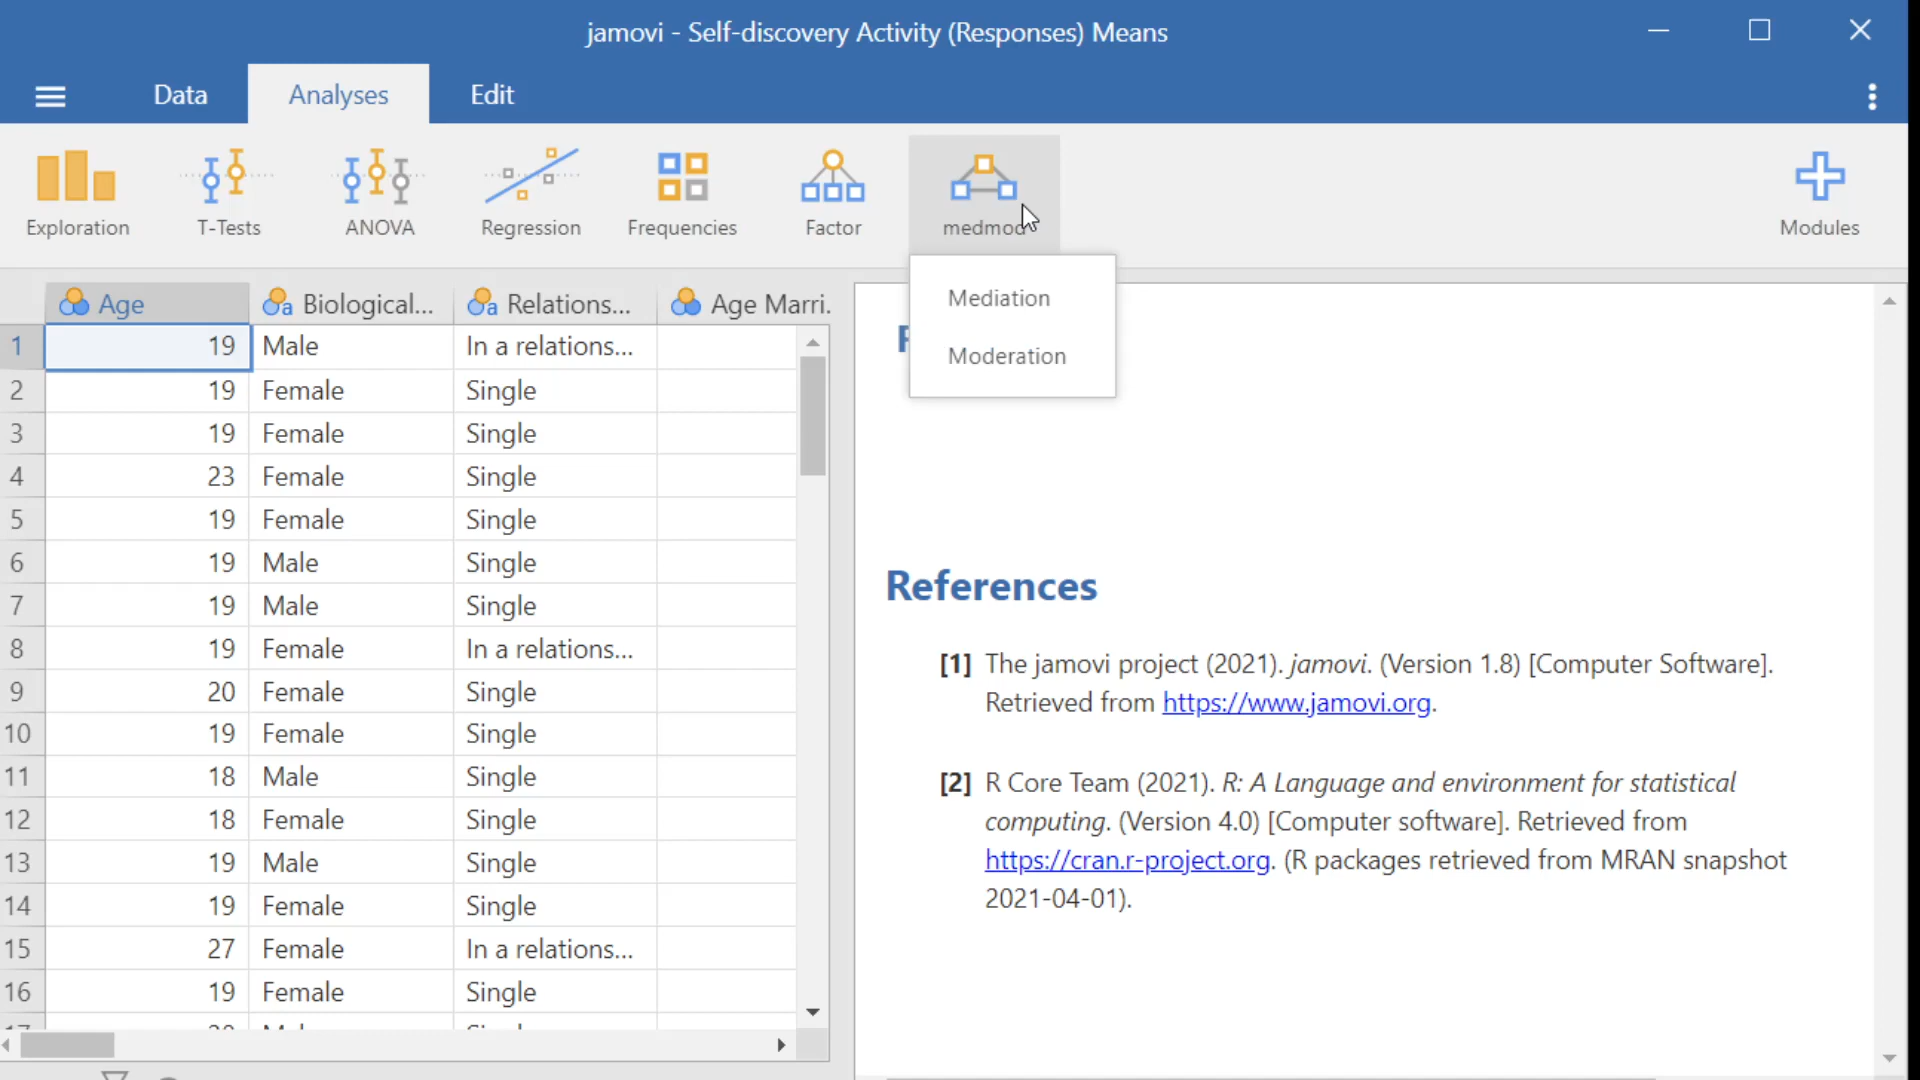 jamovi - Self-discovery Activity (Responses) Means
Data Analyses Edit
Exploration T-Tests ANOVA Regression Frequencies Factor medmod Modules
Mediation
Moderation
Age Biological... Relations... Age Marri.
1 19 Male In a relations...
2 19 Female Single
3 19 Female Single
4 23 Female Single
5 19 Female Single
6 19 Male Single
7 19 Male Single
8 19 Female In a relations...
9 20 Female Single
10 19 Female Single
11 18 Male Single
12 18 Female Single
13 19 Male Single
14 19 Female Single
15 27 Female In a relations...
16 19 Female Single
References
[1] The jamovi project (2021). jamovi. (Version 1.8) [Computer Software].
Retrieved from https://www.jamovi.org.
[2] R Core Team (2021). R: A Language and environment for statistical
computing. (Version 4.0) [Computer software]. Retrieved from
https://cran.r-project.org. (R packages retrieved from MRAN snapshot
2021-04-01).